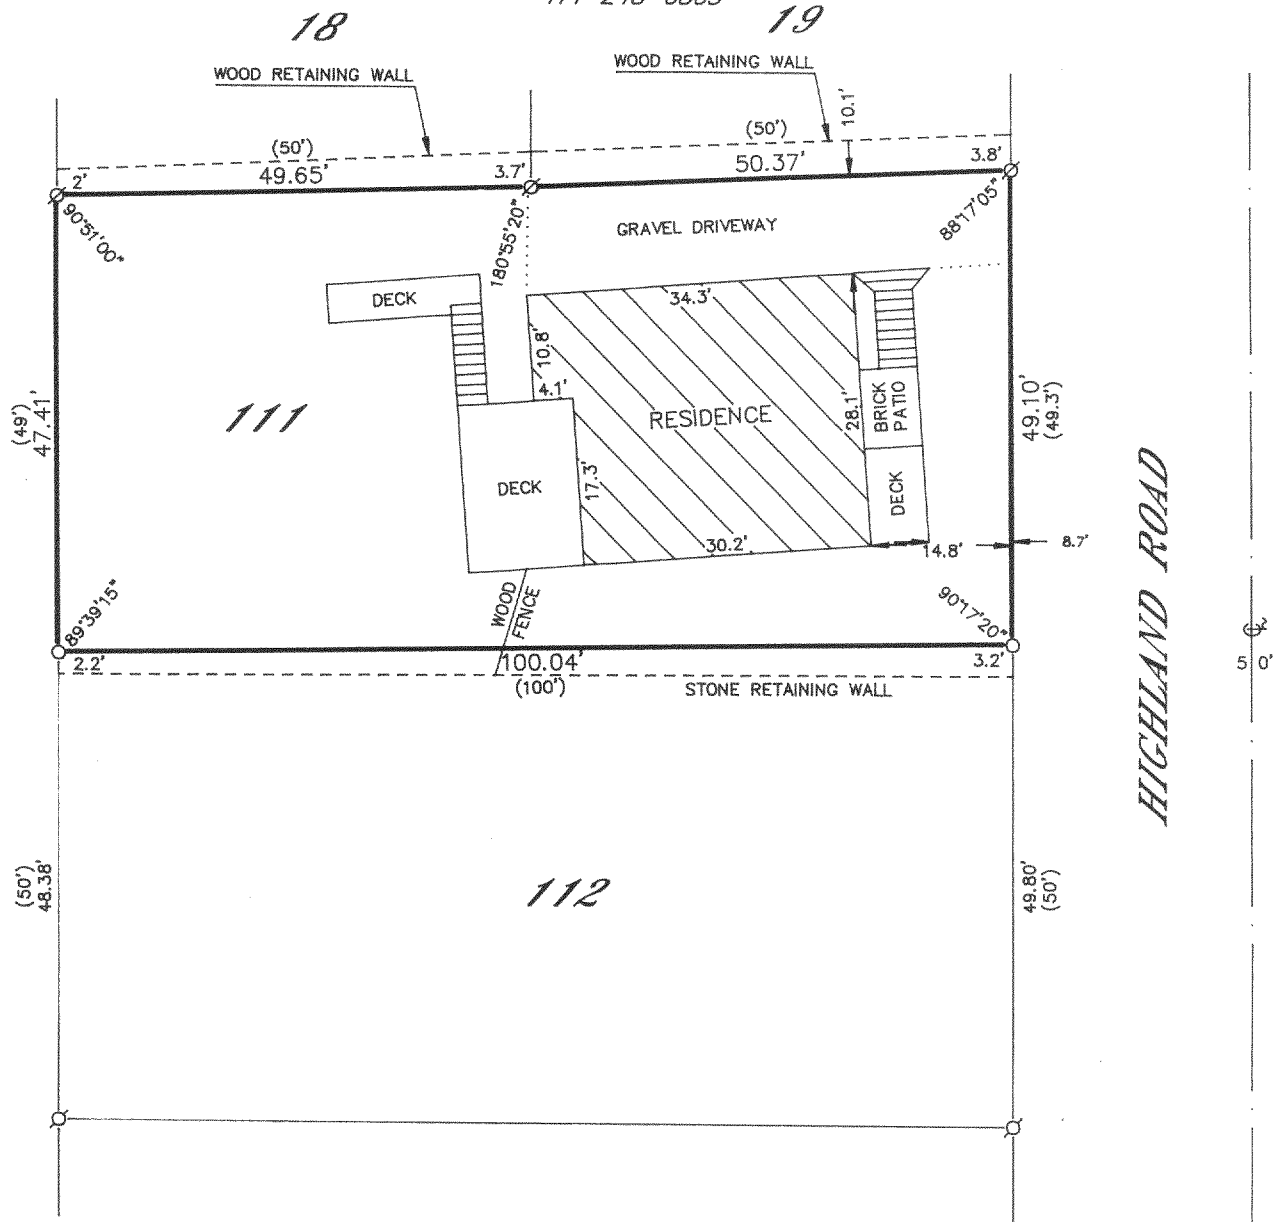 18
19
WOOD RETAINING WALL
WOOD RETAINING WALL
10.1'
(50')
(50')
49.65'
3.7'
50.37'
3.8'
2'
90°51'00"
180°55'20"
88°17'05"
GRAVEL DRIVEWAY
DECK
34.3'
10.8'
4.1'
111
RESIDENCE
28.1'
BRICK
PATIO
(49')
47.41'
49.10'
(49.3')
DECK
17.3'
DECK
30.2'
14.8'
8.7'
HIGHLAND ROAD
89°39'15"
WOOD
FENCE
90°17'20"
2.2'
100.04'
3.2'
(100')
STONE RETAINING WALL
50'
(50')
48.38'
112
49.80'
(50')